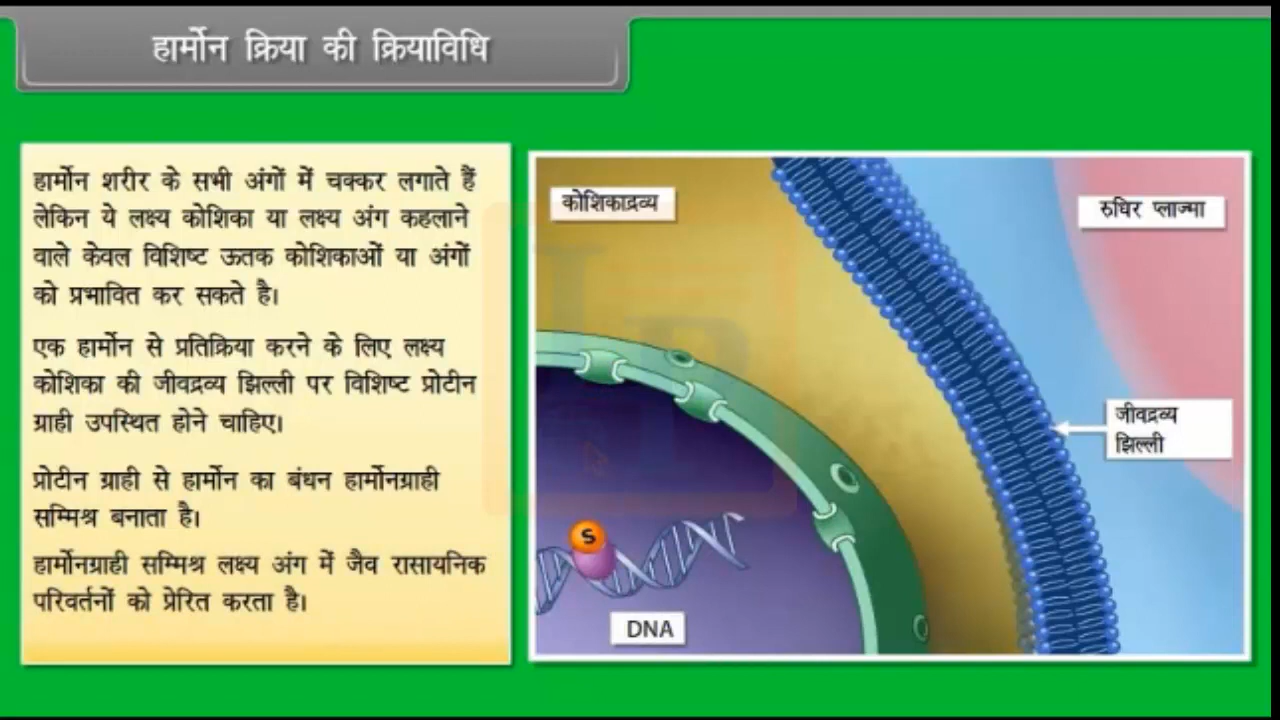 हार्मोन क्रिया की क्रियाविधि
हार्मोन शरीर के सभी अंगों में चक्कर लगाते हैं
लेकिन ये लक्ष्य कोशिका या लक्ष्य अंग कहलाने
वाले केवल विशिष्ट ऊतक कोशिकाओं या अंगों
को प्रभावित कर सकते है।
एक हार्मोन से प्रतिक्रिया करने के लिए लक्ष्य
कोशिका की जीवद्रव्य झिल्ली पर विशिष्ट प्रोटीन
ग्राही उपस्थित होने चाहिए।
प्रोटीन ग्राही से हार्मोन का बंधन हार्मोनग्राही
सम्मिश्र बनाता है।
हार्मोनग्राही सम्मिश्र लक्ष्य अंग में जैव रासायनिक
परिवर्तनों को प्रेरित करता है।
कोशिकाद्रव्य
रुधिर प्लाज्मा
जीवद्रव्य
झिल्ली
S
DNA